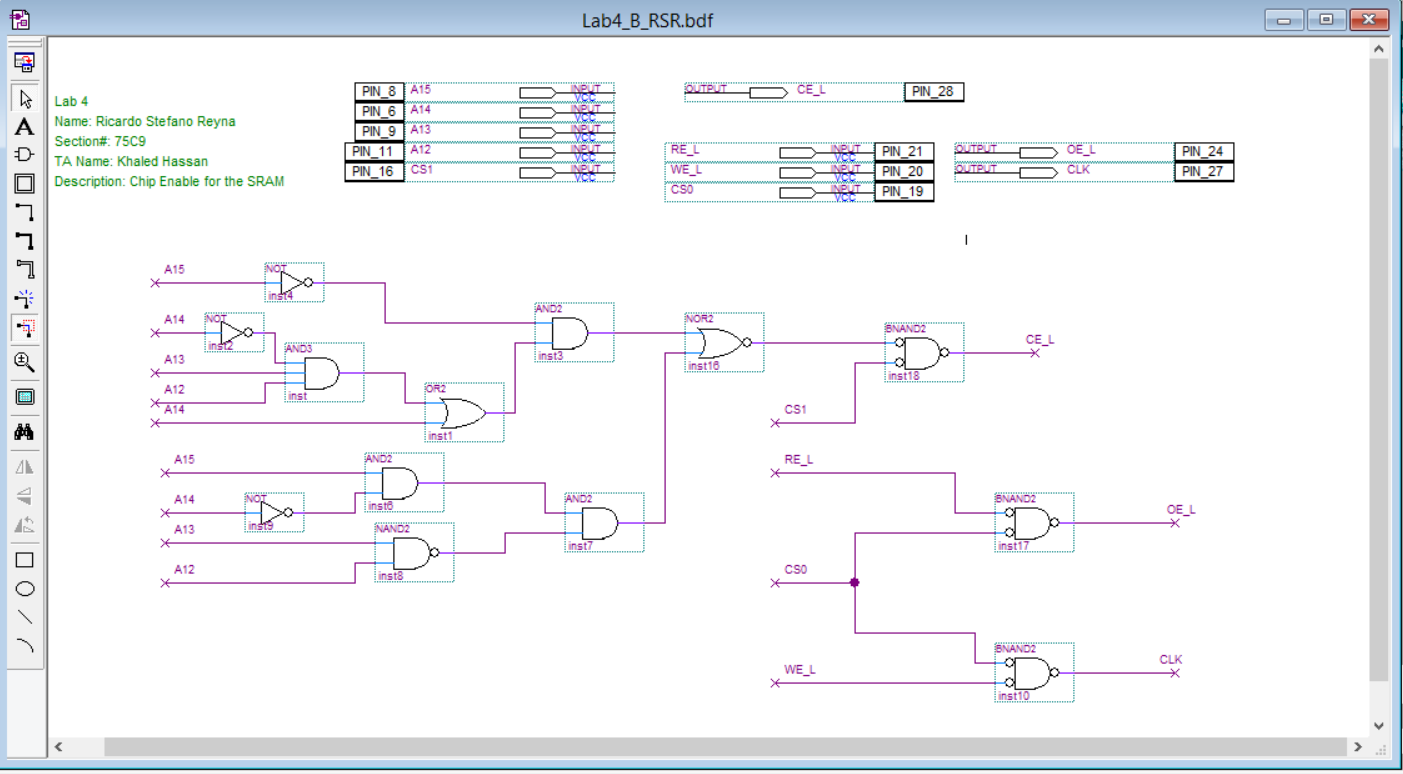 Lab4_B_RSR.bdf
Lab 4
Name: Ricardo Stefano Reyna
Section#: 75C9
TA Name: Khaled Hassan
Description: Chip Enable for the SRAM
PIN_8 A15 INPUT VCC
PIN_6 A14 INPUT VCC
PIN_9 A13 INPUT VCC
PIN_11 A12 INPUT VCC
PIN_16 CS1 INPUT VCC
OUTPUT CE_L PIN_28
RE_L INPUT VCC PIN_21
WE_L INPUT VCC PIN_20
CS0 INPUT VCC PIN_19
OUTPUT OE_L PIN_24
OUTPUT CLK PIN_27
A15
NOT
inst4
A14
NOT
inst2
A13
A12
A14
AND3
inst
OR2
inst1
AND2
inst3
NOR2
inst16
BNAND2
inst18
CE_L
CS1
A15
A14
NOT
inst9
A13
A12
AND2
inst6
NAND2
inst8
AND2
inst7
RE_L
BNAND2
inst17
OE_L
CS0
WE_L
BNAND2
inst10
CLK